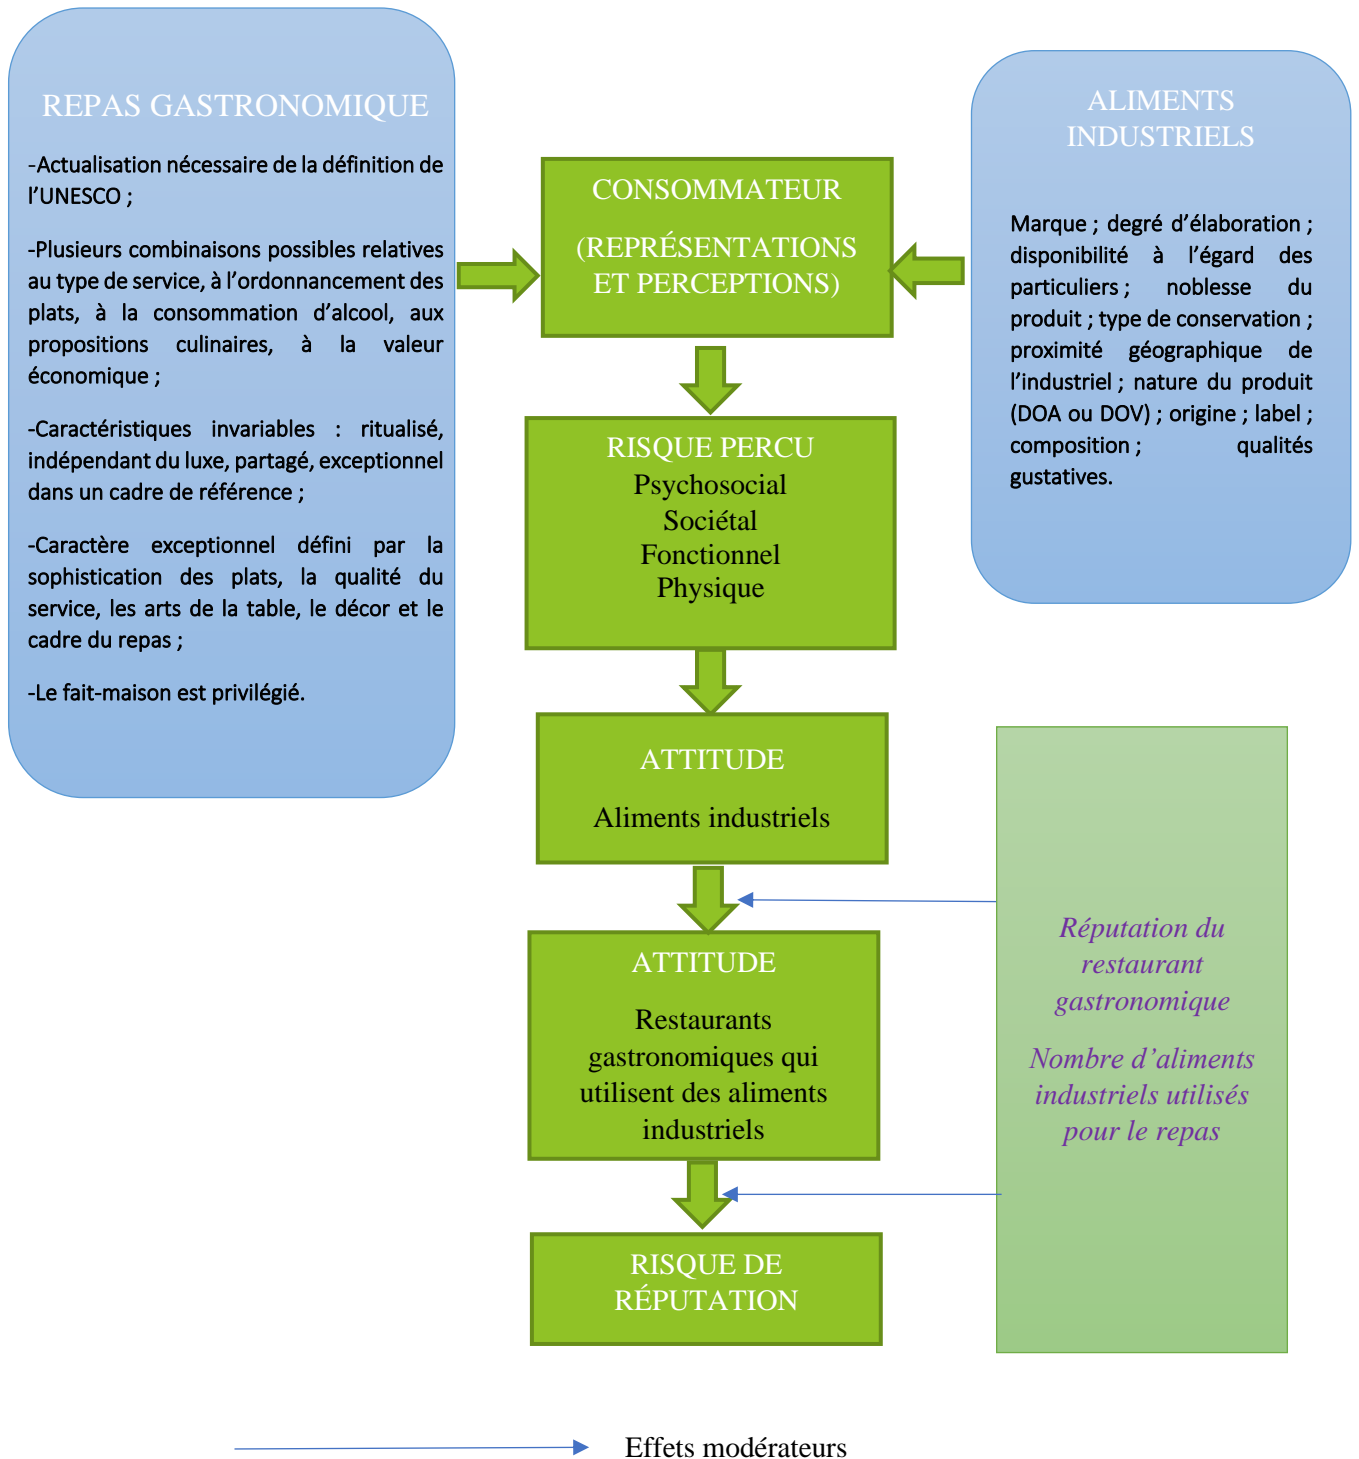 REPAS GASTRONOMIQUE
-Actualisation nécessaire de la définition de
l’UNESCO ;
-Plusieurs combinaisons possibles relatives
au type de service, à l’ordonnancement des
plats, à la consommation d’alcool, aux
propositions culinaires, à la valeur
économique ;
-Caractéristiques invariables : ritualisé,
indépendant du luxe, partagé, exceptionnel
dans un cadre de référence ;
-Caractère exceptionnel défini par la
sophistication des plats, la qualité du
service, les arts de la table, le décor et le
cadre du repas ;
-Le fait-maison est privilégié.
CONSOMMATEUR
(REPRÉSENTATIONS
ET PERCEPTIONS)
ALIMENTS
INDUSTRIELS
Marque ; degré d’élaboration ;
disponibilité à l’égard des
particuliers ; noblesse du
produit ; type de conservation ;
proximité géographique de
l’industriel ; nature du produit
(DOA ou DOV) ; origine ; label ;
composition ; qualités
gustatives.
RISQUE PERCU
Psychosocial
Sociétal
Fonctionnel
Physique
ATTITUDE
Aliments industriels
ATTITUDE
Restaurants
gastronomiques qui
utilisent des aliments
industriels
Réputation du
restaurant
gastronomique
Nombre d’aliments
industriels utilisés
pour le repas
RISQUE DE
RÉPUTATION
Effets modérateurs